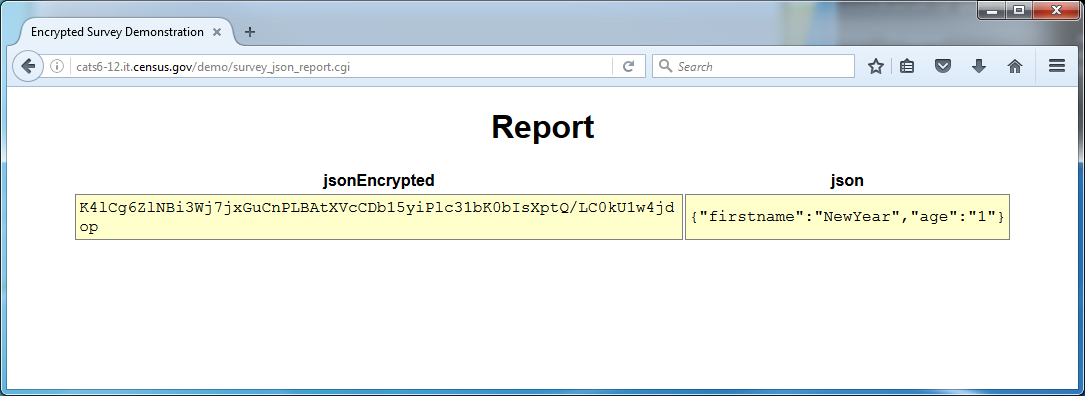 Encrypted Survey Demonstration
cats6-12.it.census.gov/demo/survey_json_report.cgi
Search
Report
jsonEncrypted
json
K4lCg6ZlNBi3Wj7jxGuCnPLBAtXVcCDb15yiPlc31bK0bIsXptQ/LC0kU1w4jd
op
{"firstname":"NewYear","age":"1"}